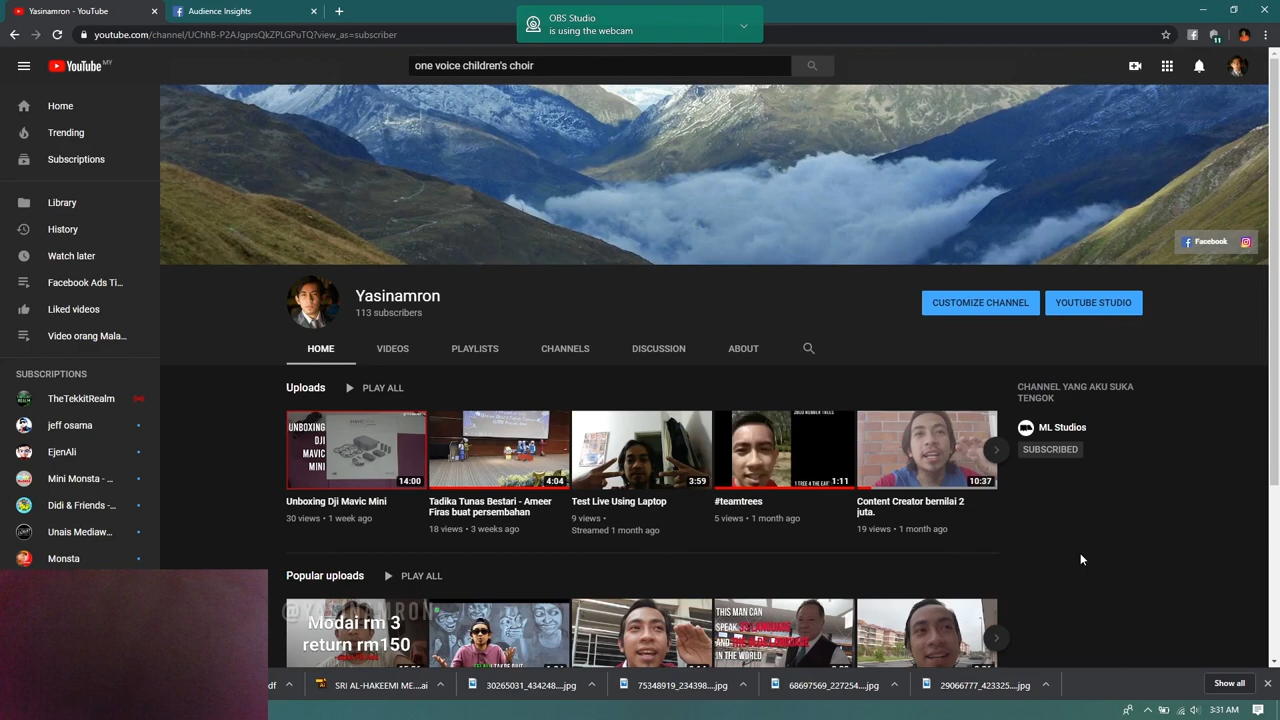 Yasinamron - YouTube
Audience Insights
OBS Studio
is using the webcam
youtube.com/channel/UChhB-P2AJgprsQkZPLGPuTQ?view_as=subscriber
YouTube MY
one voice children's choir
Home
Trending
Subscriptions
Library
History
Watch later
Facebook Ads Ti...
Liked videos
Video orang Mala...
SUBSCRIPTIONS
TheTekkitRealm
jeff osama
EjenAli
Mini Monsta - ...
Didi & Friends -...
Unais Mediaw...
Monsta
Facebook
Yasinamron
113 subscribers
CUSTOMIZE CHANNEL
YOUTUBE STUDIO
HOME
VIDEOS
PLAYLISTS
CHANNELS
DISCUSSION
ABOUT
Uploads
PLAY ALL
UNBOXING
DJI
MAVIC
MINI
14:00
Unboxing Dji Mavic Mini
30 views • 1 week ago
4:04
Tadika Tunas Bestari - Ameer
Firas buat persembahan
18 views • 3 weeks ago
3:59
Test Live Using Laptop
9 views •
Streamed 1 month ago
1:11
#teamtrees
5 views • 1 month ago
10:37
Content Creator bernilai 2
juta.
19 views • 1 month ago
CHANNEL YANG AKU SUKA
TENGOK
ML Studios
SUBSCRIBED
Popular uploads
PLAY ALL
@YASINAMRON
Modai rm 3
return rm150
THIS MAN CAN
SPEAK
AND
IN THE WORLD
df
SRI AL-HAKEEMI ME....ai
30265031_434248....jpg
75348919_234398....jpg
68697569_227254....jpg
29066777_423325....jpg
Show all
3:31 AM